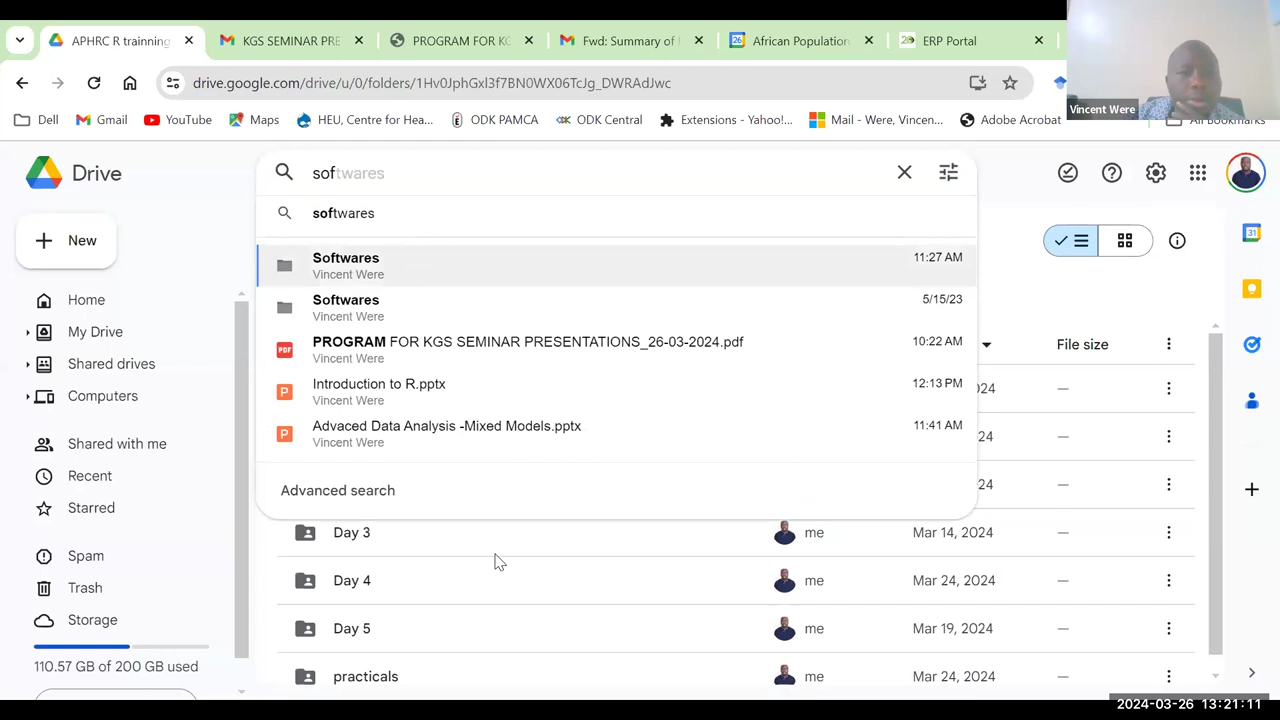 APHRC R trainning
KGS SEMINAR PRE
PROGRAM FOR KG
Fwd: Summary of
African Population
ERP Portal
drive.google.com/drive/u/0/folders/1Hv0JphGxl3f7BN0WX06TcJg_DWRAdJwc
Vincent Were
Dell
Gmail
YouTube
Maps
HEU, Center for Hea...
ODK PAMCA
ODK Central
Extensions - Yahoo!...
Mail - Were, Vincen...
Adobe Acrobat
All Bookmarks
Drive
softwares
New
softwares
Softwares
11:27 AM
Vincent Were
Softwares
5/15/23
Vincent Were
PROGRAM FOR KGS SEMINAR PRESENTATIONS_26-03-2024.pdf
10:22 AM
Vincent Were
Introduction to R.pptx
12:13 PM
Vincent Were
Advaced Data Analysis -Mixed Models.pptx
11:41 AM
Vincent Were
Advanced search
Home
My Drive
Shared drives
Computers
Shared with me
Recent
Starred
Spam
Trash
Storage
110.57 GB of 200 GB used
File size
24
—
24
—
24
—
Day 3
me
Mar 14, 2024
—
Day 4
me
Mar 24, 2024
—
Day 5
me
Mar 19, 2024
—
practicals
me
Mar 24, 2024
—
31
2024-03-26 13:21:11